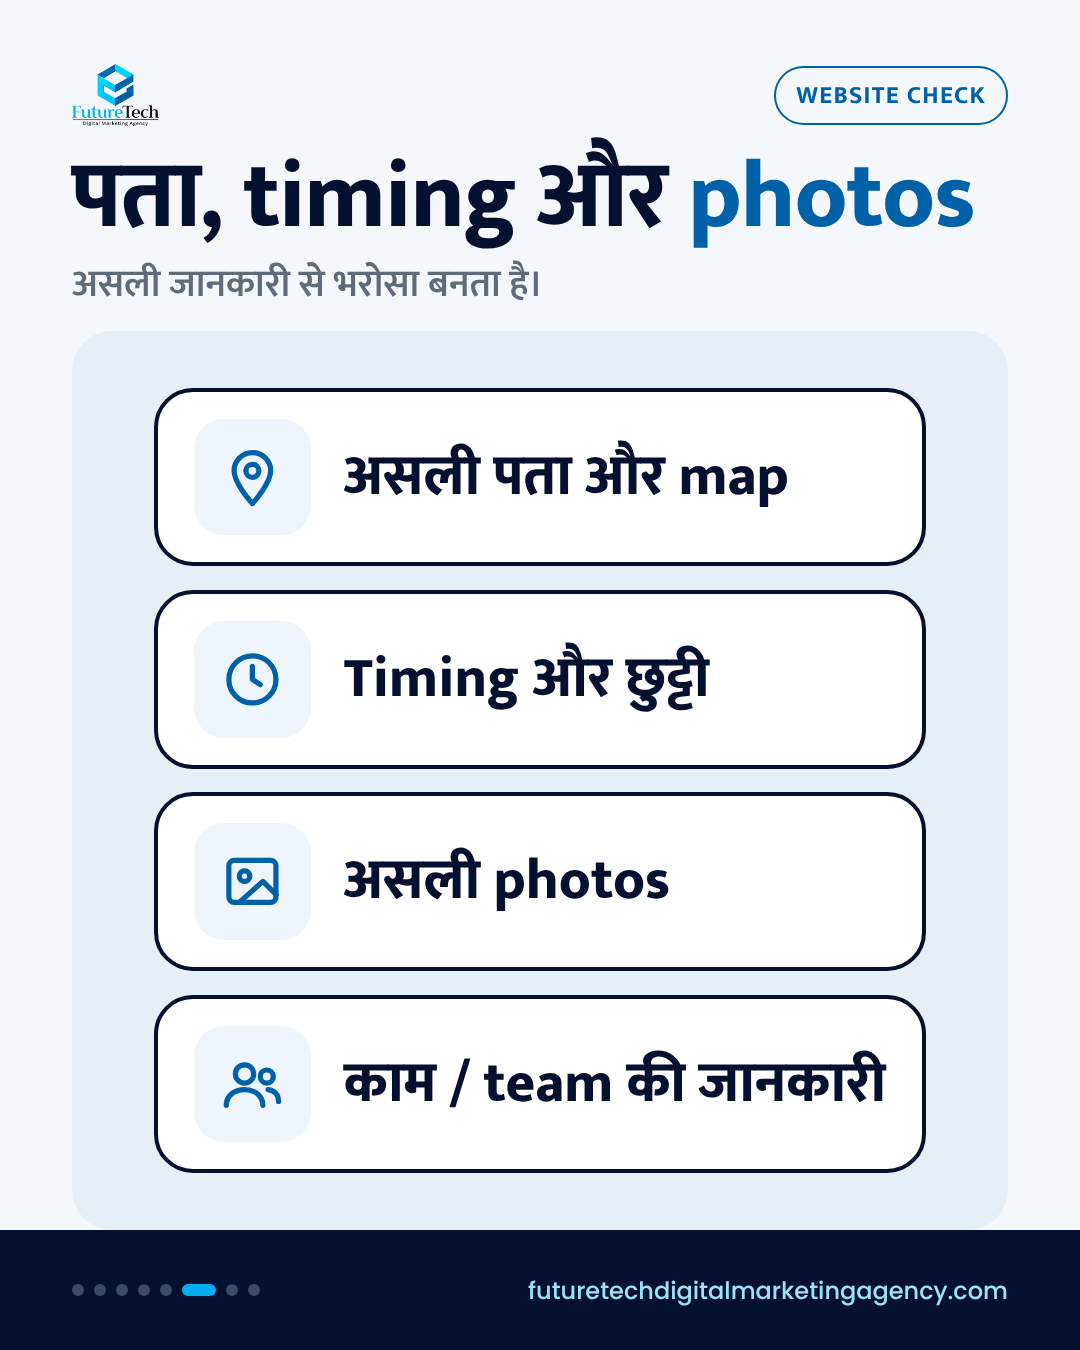 FutureTech
Digital Marketing Agency
WEBSITE CHECK
पता, timing और photos
असली जानकारी से भरोसा बनता है।
असली पता और map
Timing और छुट्टी
असली photos
काम / team की जानकारी
futuretechdigitalmarketingagency.com